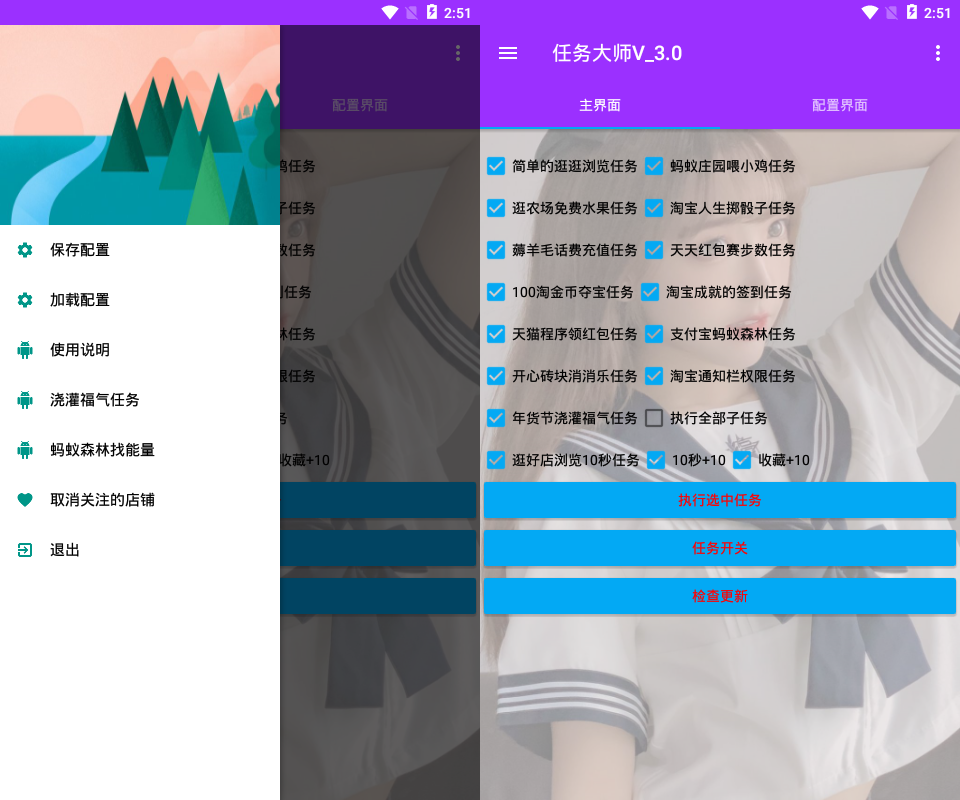 2:51
配置界面
保存配置
加载配置
使用说明
浇灌福气任务
蚂蚁森林找能量
取消关注的店铺
退出
鸡任务
子任务
数任务
到任务
林任务
限任务
务
收藏+10
2:51
任务大师V_3.0
主界面 配置界面
简单的逛逛浏览任务 蚂蚁庄园喂小鸡任务
逛农场免费水果任务 淘宝人生掷骰子任务
薅羊毛话费充值任务 天天红包赛步数任务
100淘金币夺宝任务 淘宝成就的签到任务
天猫程序领红包任务 支付宝蚂蚁森林任务
开心砖块消消乐任务 淘宝通知栏权限任务
年货节浇灌福气任务 执行全部子任务
逛好店浏览10秒任务 10秒+10 收藏+10
执行选中任务
任务开关
检查更新